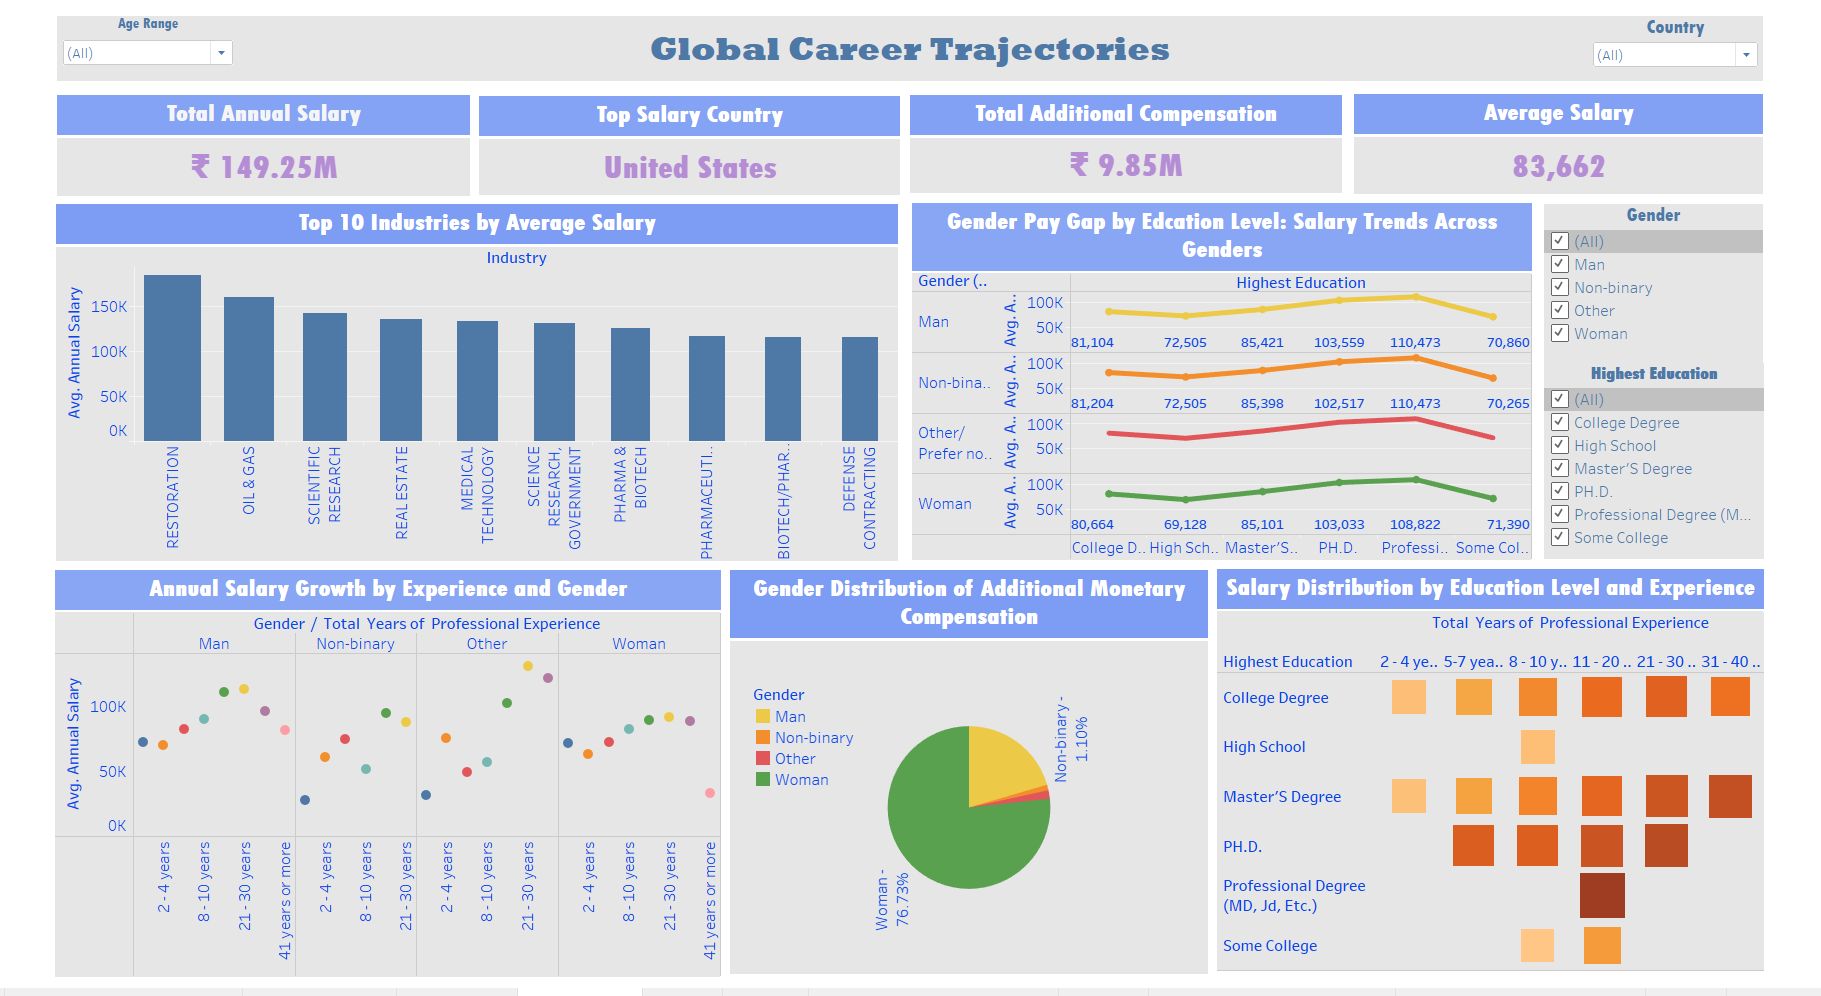 Age Range
(All)
Global Career Trajectories
Country
(All)
Total Annual Salary
₹ 149.25M
Top Salary Country
United States
Total Additional Compensation
₹ 9.85M
Average Salary
83,662
Top 10 Industries by Average Salary
Industry
Avg. Annual Salary
150K
100K
50K
0K
RESTORATION
OIL & GAS
SCIENTIFIC
RESEARCH
REAL ESTATE
MEDICAL
TECHNOLOGY
SCIENCE
RESEARCH,
GOVERNMENT
PHARMA &
BIOTECH
PHARMACEUTI..
BIOTECH/PHAR..
DEFENSE
CONTRACTING
Gender Pay Gap by Edcation Level: Salary Trends Across
Genders
Gender (..
Highest Education
Man
Avg. A..
100K
50K
81,104 72,505 85,421 103,559 110,473 70,860
Non-bina..
Avg. A..
100K
50K
81,204 72,505 85,398 102,517 110,473 70,265
Other/
Prefer no..
Avg. A..
100K
50K
Woman
Avg. A..
100K
50K
80,664 69,128 85,101 103,033 108,822 71,390
College D.. High Sch.. Master'S.. PH.D. Professi.. Some Col..
Gender
(All)
Man
Non-binary
Other
Woman
Highest Education
(All)
College Degree
High School
Master'S Degree
PH.D.
Professional Degree (M...
Some College
Annual Salary Growth by Experience and Gender
Gender / Total Years of Professional Experience
Man Non-binary Other Woman
Avg. Annual Salary
100K
50K
0K
2 - 4 years
8 - 10 years
21 - 30 years
41 years or more
2 - 4 years
8 - 10 years
21 - 30 years
2 - 4 years
8 - 10 years
21 - 30 years
2 - 4 years
8 - 10 years
21 - 30 years
41 years or more
Gender Distribution of Additional Monetary
Compensation
Gender
Man
Non-binary
Other
Woman
Non-binary -
1.10%
Woman -
76.73%
Salary Distribution by Education Level and Experience
Total Years of Professional Experience
Highest Education 2 - 4 ye.. 5-7 yea.. 8 - 10 y.. 11 - 20 .. 21 - 30 .. 31 - 40 ..
College Degree
High School
Master'S Degree
PH.D.
Professional Degree
(MD, Jd, Etc.)
Some College